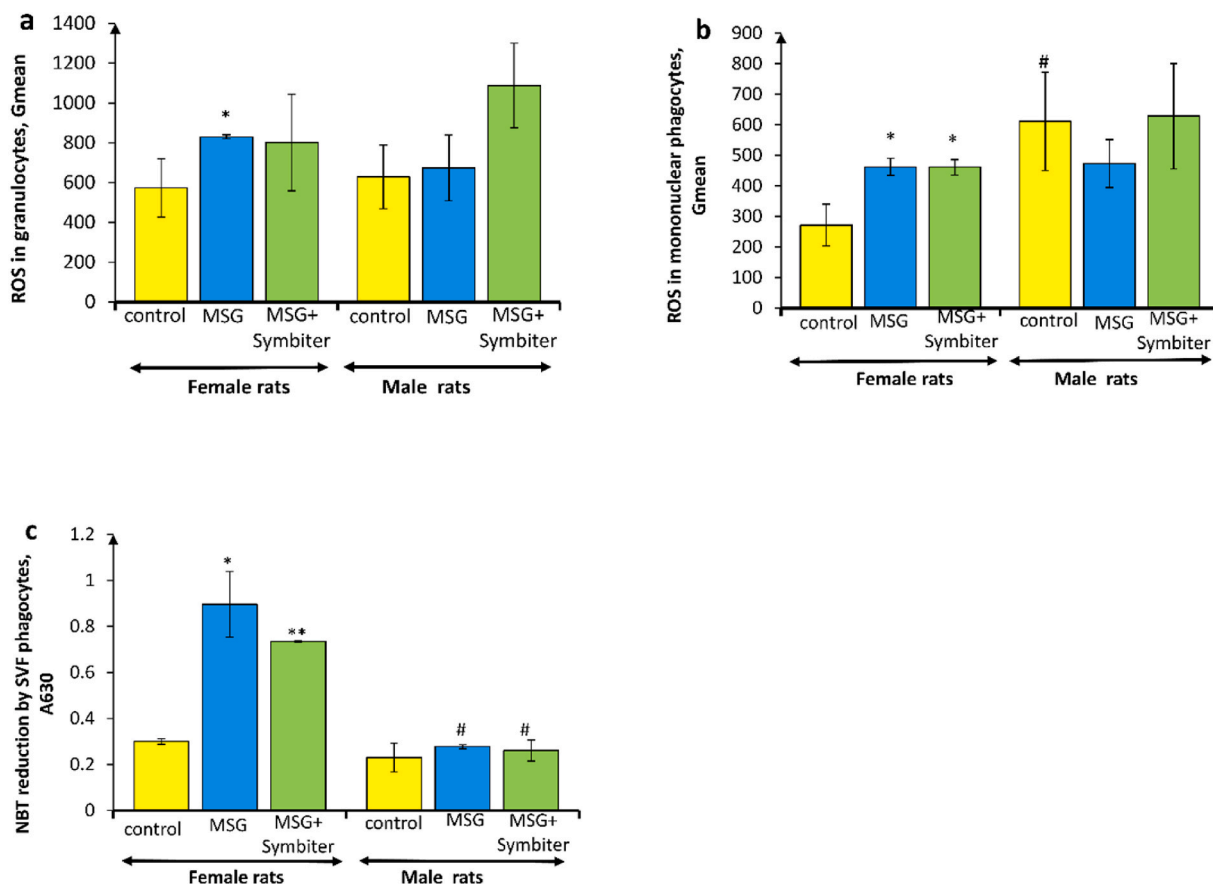 a
ROS in granulocytes, Gmean
1400
1200
1000
800
600
400
200
0
*
control MSG MSG+ control MSG MSG+
Symbiter Symbiter
Female rats Male rats
b
ROS in mononuclear phagocytes,
Gmean
900
800
700
600
500
400
300
200
100
0
* * #
control MSG MSG+ control MSG MSG+
Symbiter Symbiter
Female rats Male rats
c
NBT reduction by SVF phagocytes,
A630
1.2
1
0.8
0.6
0.4
0.2
0
* ** # #
control MSG MSG+ control MSG MSG+
Symbiter Symbiter
Female rats Male rats